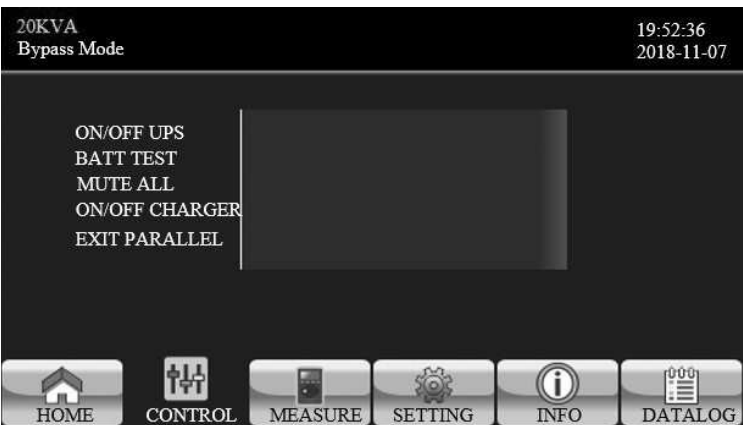 20KVA
Bypass Mode
19:52:36
2018-11-07
ON/OFF UPS
BATT TEST
MUTE ALL
ON/OFF CHARGER
EXIT PARALLEL
HOME
CONTROL
MEASURE
SETTING
INFO
DATALOG